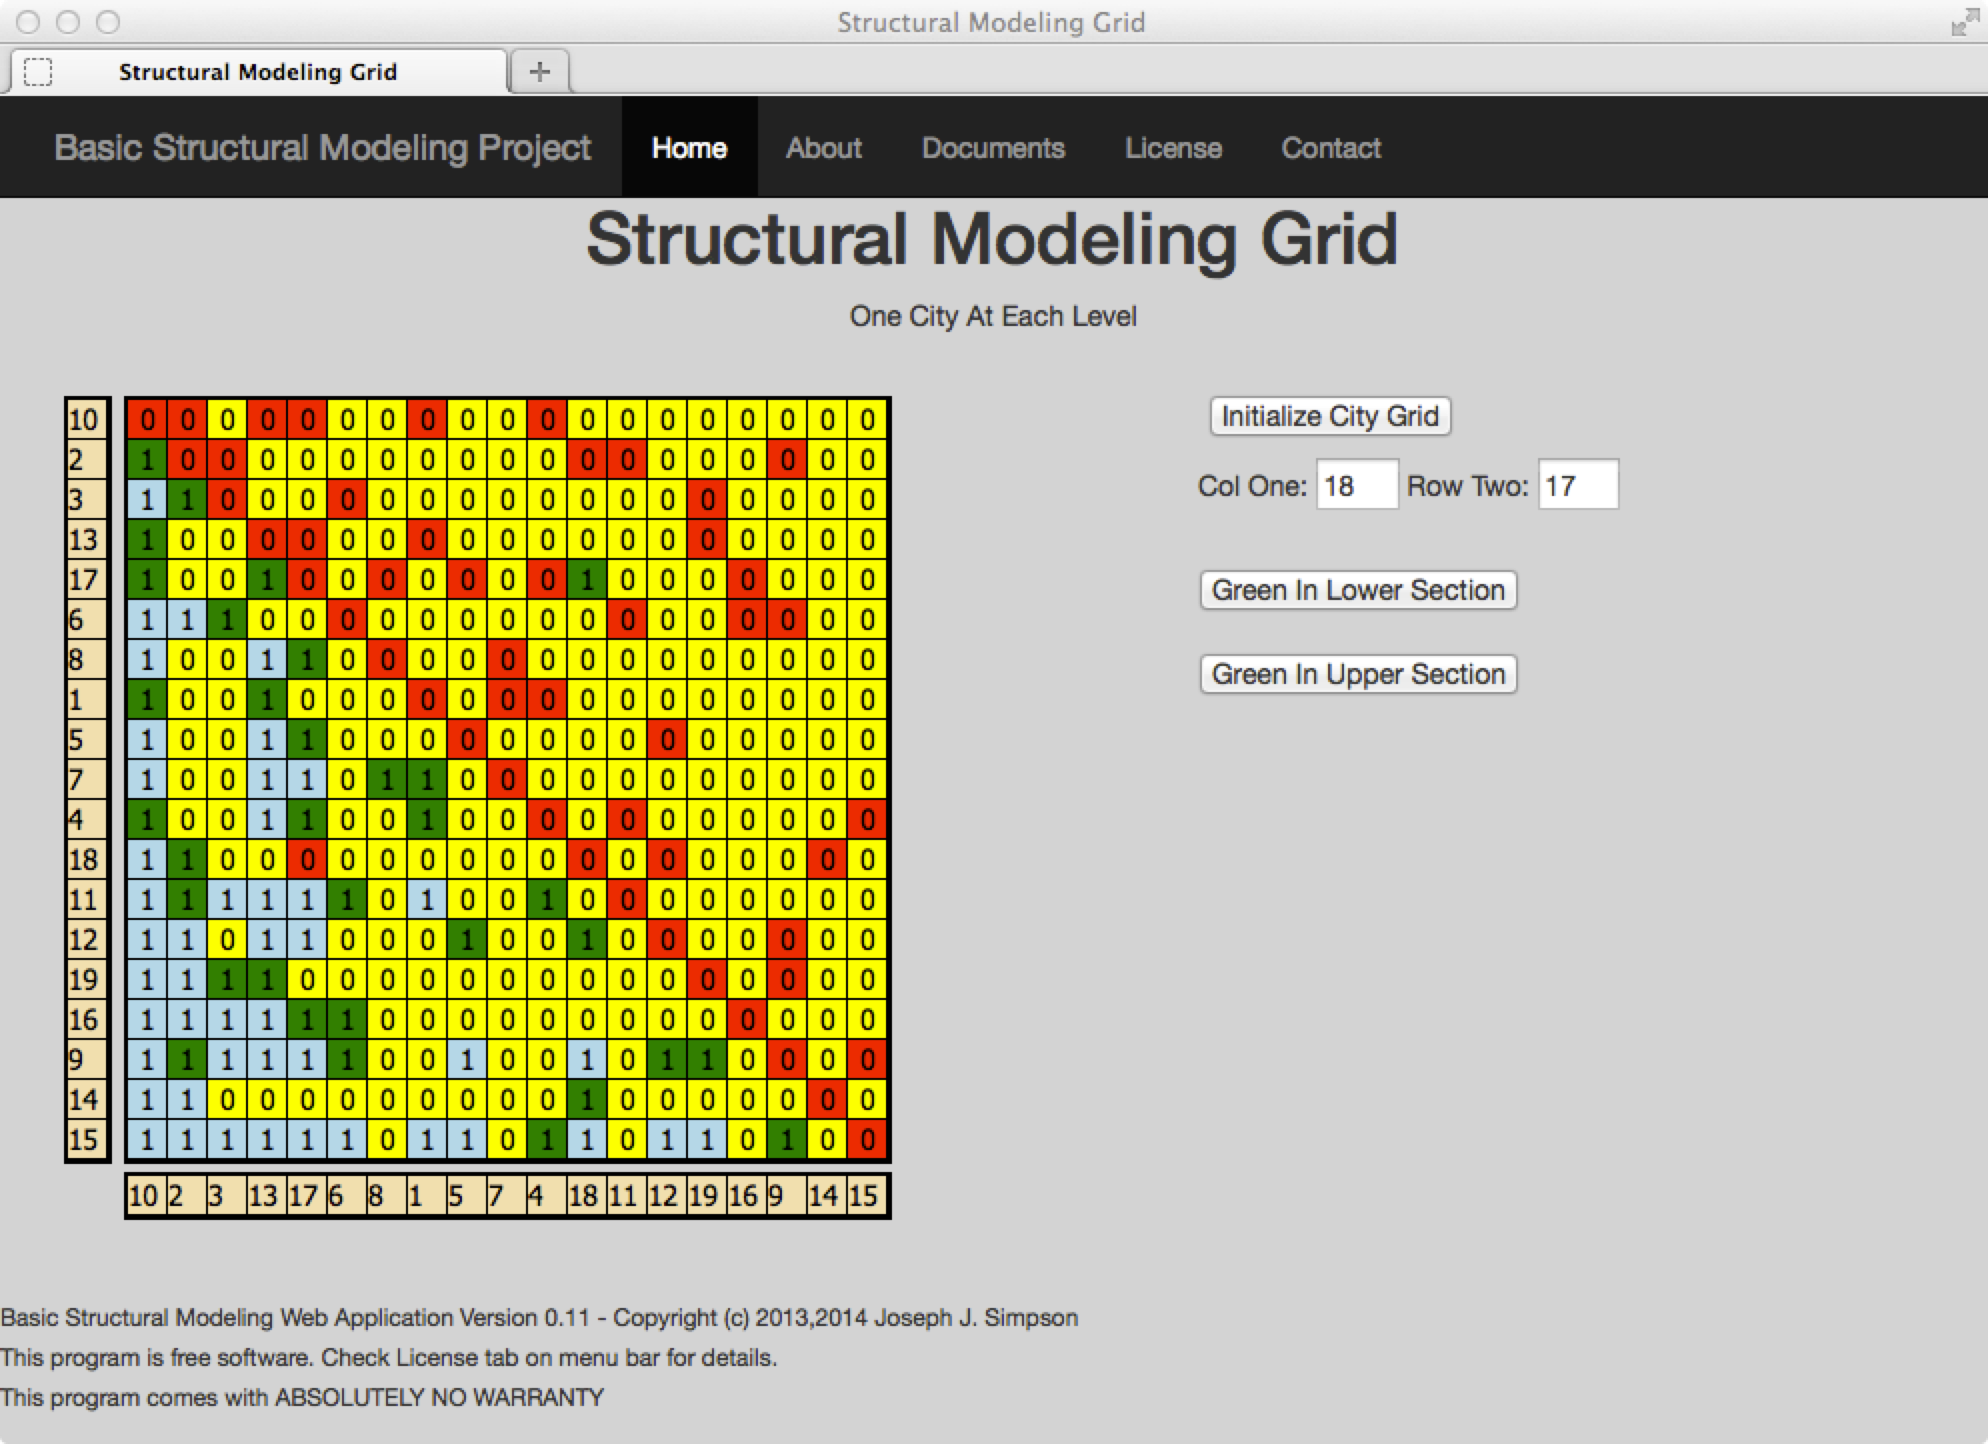 Structural Modeling Grid
Structural Modeling Grid
Basic Structural Modeling Project Home About Documents License Contact
Structural Modeling Grid
One City At Each Level
Initialize City Grid
Col One: 18 Row Two: 17
Green In Lower Section
Green In Upper Section
10 0 0 0 0 0 0 0 0 0 0 0 0 0 0 0 0 0 0 0
2 1 0 0 0 0 0 0 0 0 0 0 0 0 0 0 0 0 0 0
3 1 1 0 0 0 0 0 0 0 0 0 0 0 0 0 0 0 0 0
13 1 0 0 0 0 0 0 0 0 0 0 0 0 0 0 0 0 0 0
17 1 0 0 1 0 0 0 0 0 0 0 1 0 0 0 0 0 0 0
6 1 1 1 0 0 0 0 0 0 0 0 0 0 0 0 0 0 0 0
8 1 0 0 1 1 0 0 0 0 0 0 0 0 0 0 0 0 0 0
1 1 0 0 1 0 0 0 0 0 0 0 0 0 0 0 0 0 0 0
5 1 0 0 1 1 0 0 0 0 0 0 0 0 0 0 0 0 0 0
7 1 0 0 1 1 0 1 1 0 0 0 0 0 0 0 0 0 0 0
4 1 0 0 1 1 0 0 1 0 0 0 0 0 0 0 0 0 0 0
18 1 1 0 0 0 0 0 0 0 0 0 0 0 0 0 0 0 0 0
11 1 1 1 1 1 1 0 1 0 0 1 0 0 0 0 0 0 0 0
12 1 1 0 1 1 0 0 0 1 0 0 1 0 0 0 0 0 0 0
19 1 1 1 1 0 0 0 0 0 0 0 0 0 0 0 0 0 0 0
16 1 1 1 1 1 1 0 0 0 0 0 0 0 0 0 0 0 0 0
9 1 1 1 1 1 1 0 0 1 0 0 1 0 1 1 0 0 0 0
14 1 1 0 0 0 0 0 0 0 0 0 1 0 0 0 0 0 0 0
15 1 1 1 1 1 1 0 1 1 0 1 1 0 1 1 0 1 0 0
10 2 3 13 17 6 8 1 5 7 4 18 11 12 19 16 9 14 15
Basic Structural Modeling Web Application Version 0.11 - Copyright (c) 2013,2014 Joseph J. Simpson
This program is free software. Check License tab on menu bar for details.
This program comes with ABSOLUTELY NO WARRANTY